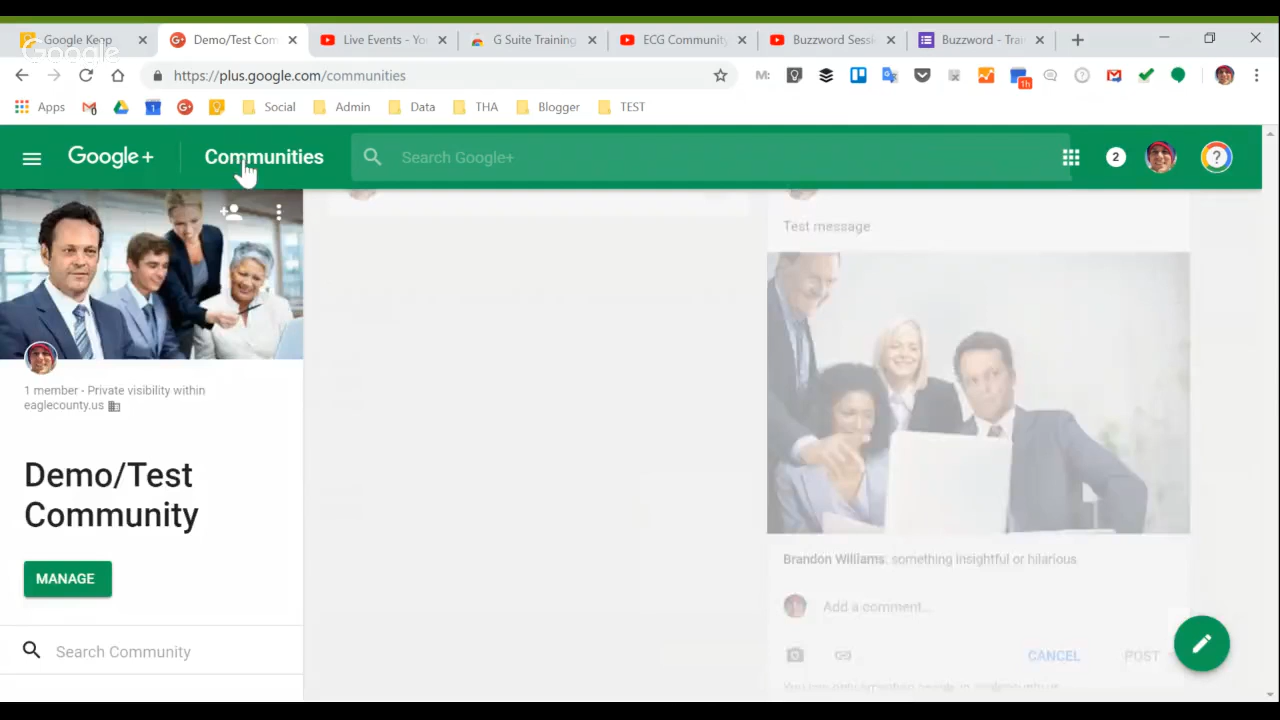 Google Keep
Demo/Test Com
Live Events - Yo
G Suite Training
ECG Community
Buzzword Sessi
Buzzword - Trai
Google+
https://plus.google.com/communities
M:
1h
Apps
Social
Admin
Data
THA
Blogger
TEST
Google+
Communities
Search Google+
2
Test message
1 member - Private visibility within
eaglecounty.us
Demo/Test
Community
MANAGE
Search Community
Brandon Williams: something insightful or hilarious
Add a comment...
CANCEL
POST